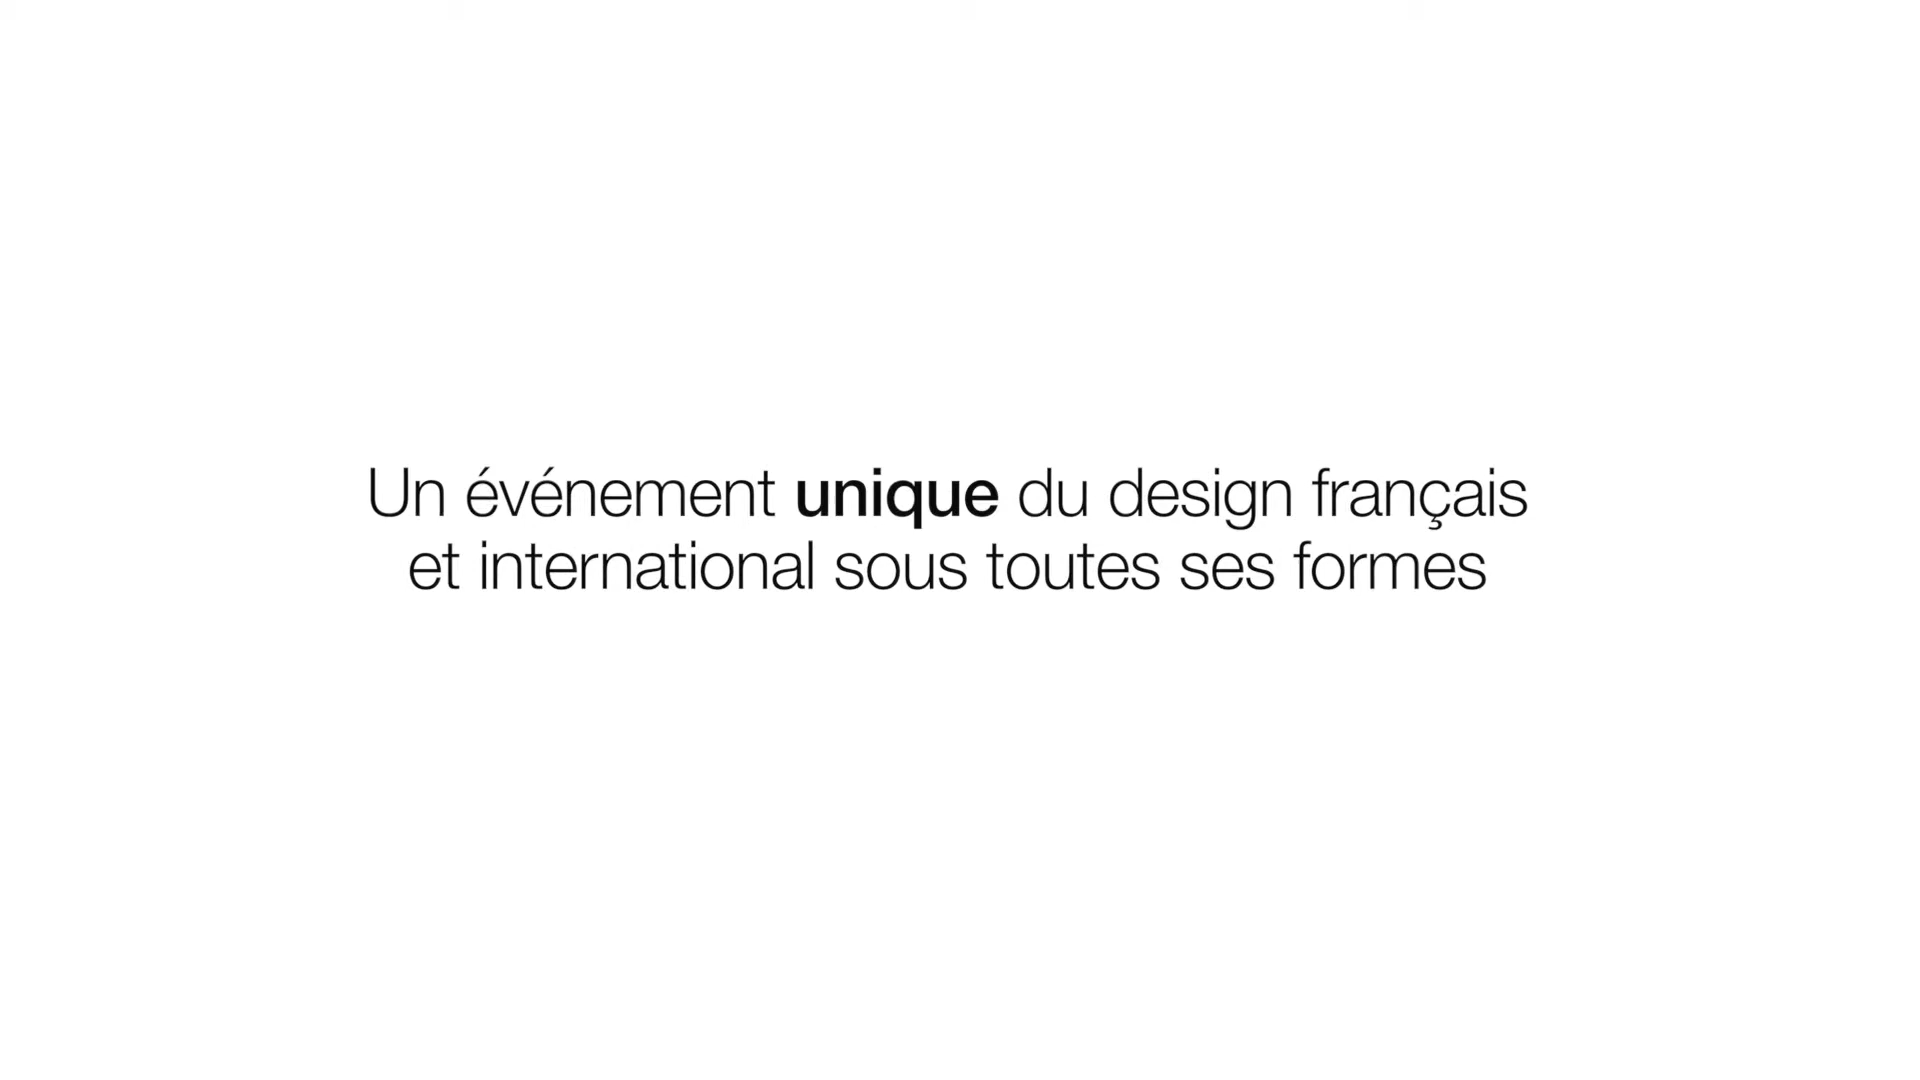 Un événement unique du design français
et international sous toutes ses formes